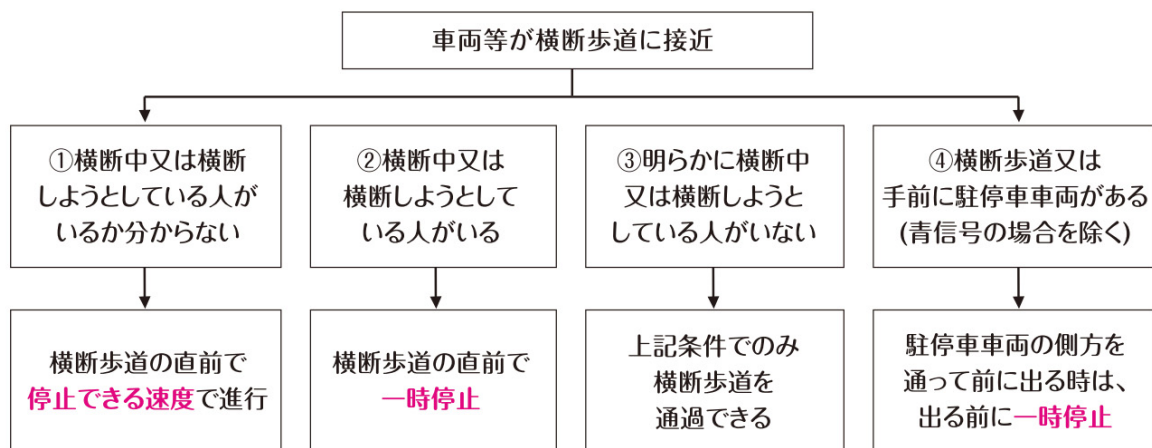 車両等が横断歩道に接近
①横断中又は横断
しようとしている人が
いるか分からない
②横断中又は
横断しようとして
いる人がいる
③明らかに横断中
又は横断しようと
している人がいない
④横断歩道又は
手前に駐停車車両がある
(青信号の場合を除く)
横断歩道の直前で
停止できる速度で進行
横断歩道の直前で
一時停止
上記条件でのみ
横断歩道を
通過できる
駐停車車両の側方を
通って前に出る時は、
出る前に一時停止